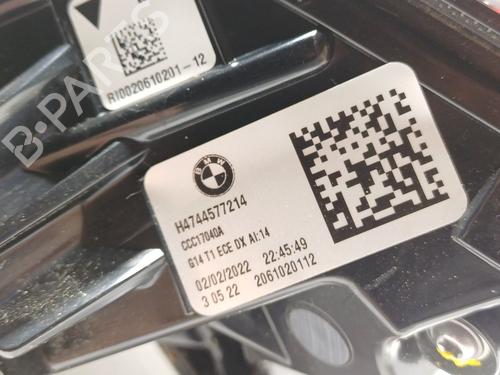 RI0020610201-12
B-PARTS
BMW
H4744577214
CCC17040A
G14 T1 ECE DX AI:14
02/02/2022 22:45:49
3 05 22 2061020112